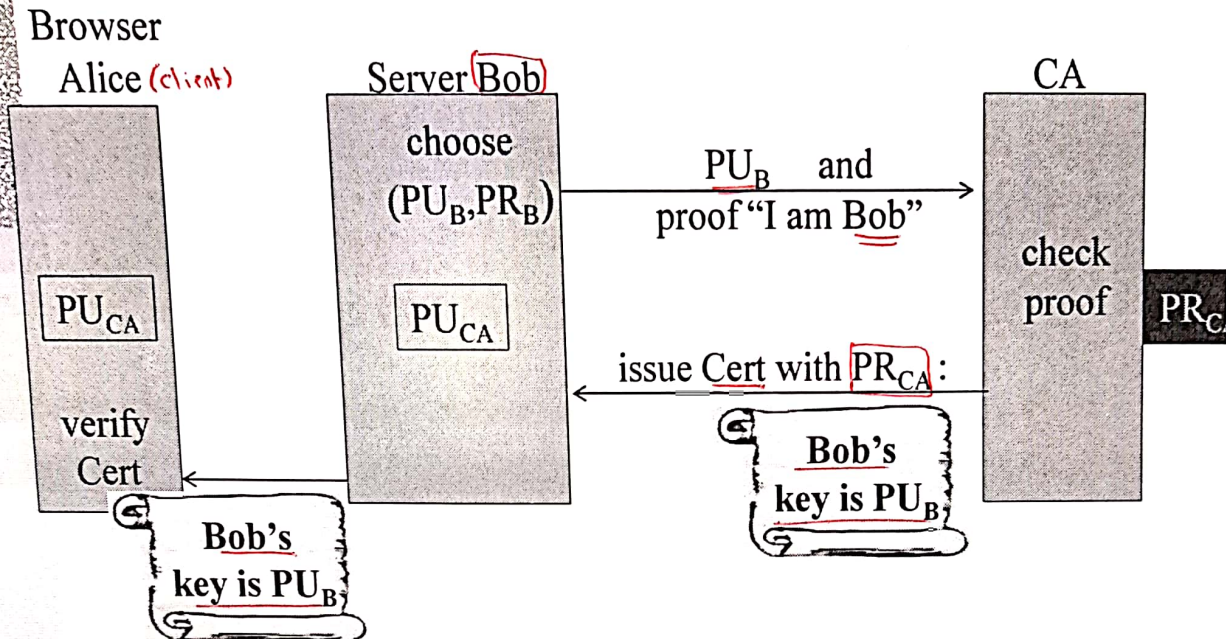 Browser
Alice (client)
Server Bob
CA
choose
(PU_B,PR_B)
PU_B and
proof “I am Bob”
check
proof
PU_CA
PU_CA
issue Cert with PR_CA :
verify
Cert
Bob’s
key is PU_B
Bob’s
key is PU_B